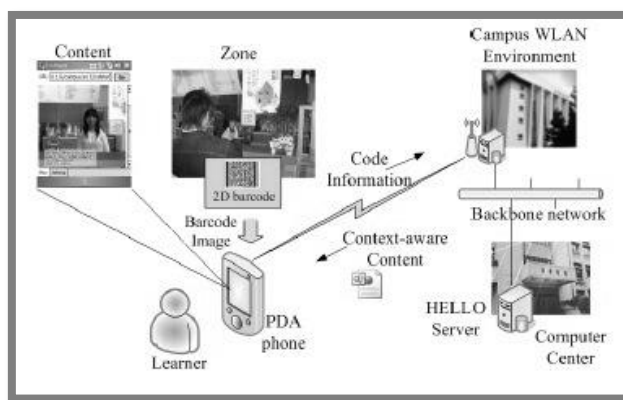 Content
Zone
Campus WLAN
Environment
2D barcode
Code
Information
Backbone network
Barcode
Image
Context-aware
Content
HELLO
Server
PDA
phone
Computer
Center
Learner